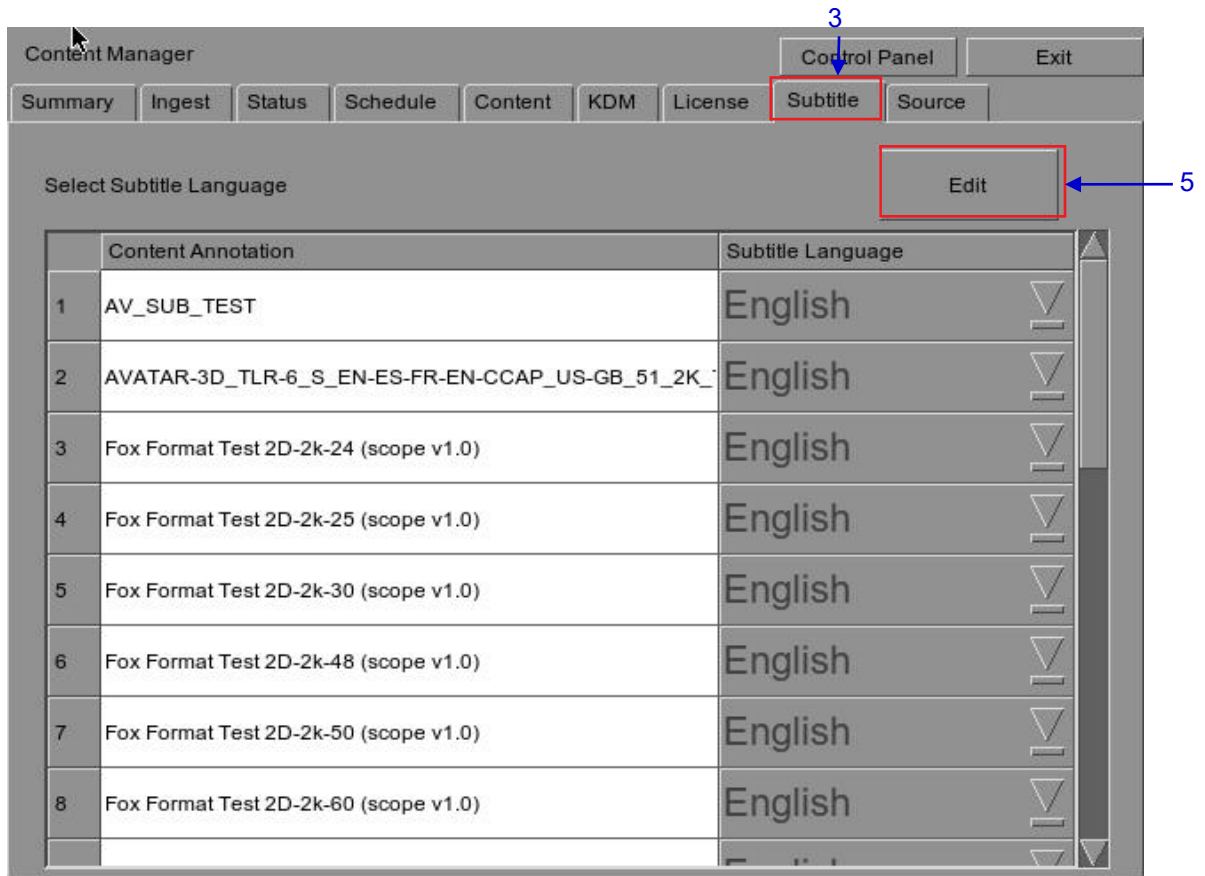 3
Content Manager Control Panel Exit
Summary Ingest Status Schedule Content KDM License Subtitle Source
Select Subtitle Language Edit 5
Content Annotation Subtitle Language
1 AV_SUB_TEST English
2 AVATAR-3D_TLR-6_S_EN-ES-FR-EN-CCAP_US-GB_51_2K_ English
3 Fox Format Test 2D-2k-24 (scope v1.0) English
4 Fox Format Test 2D-2k-25 (scope v1.0) English
5 Fox Format Test 2D-2k-30 (scope v1.0) English
6 Fox Format Test 2D-2k-48 (scope v1.0) English
7 Fox Format Test 2D-2k-50 (scope v1.0) English
8 Fox Format Test 2D-2k-60 (scope v1.0) English